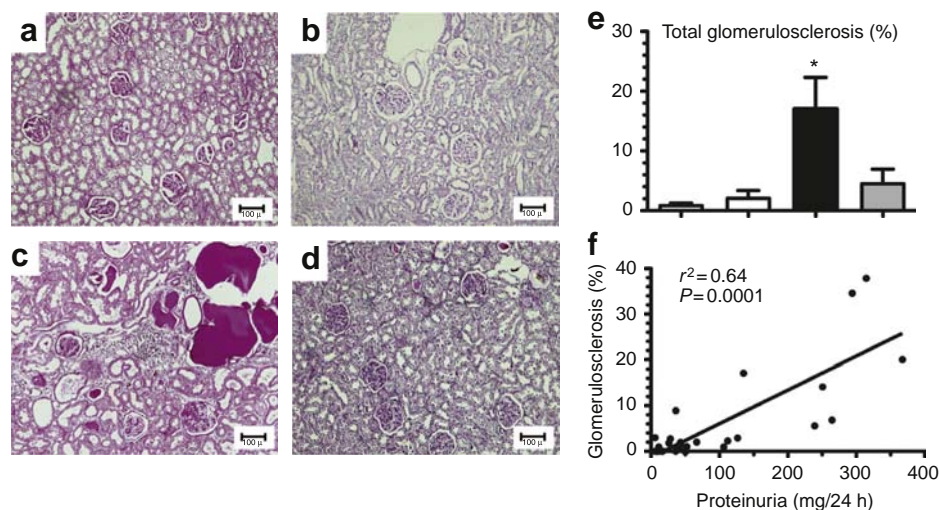 a
100 μ
b
100 μ
c
100 μ
d
100 μ
e
Total glomerulosclerosis (%)
*
30
20
10
0
f
r²=0.64
P=0.0001
Glomerulosclerosis (%)
40
30
20
10
0
0 100 200 300 400
Proteinuria (mg/24 h)